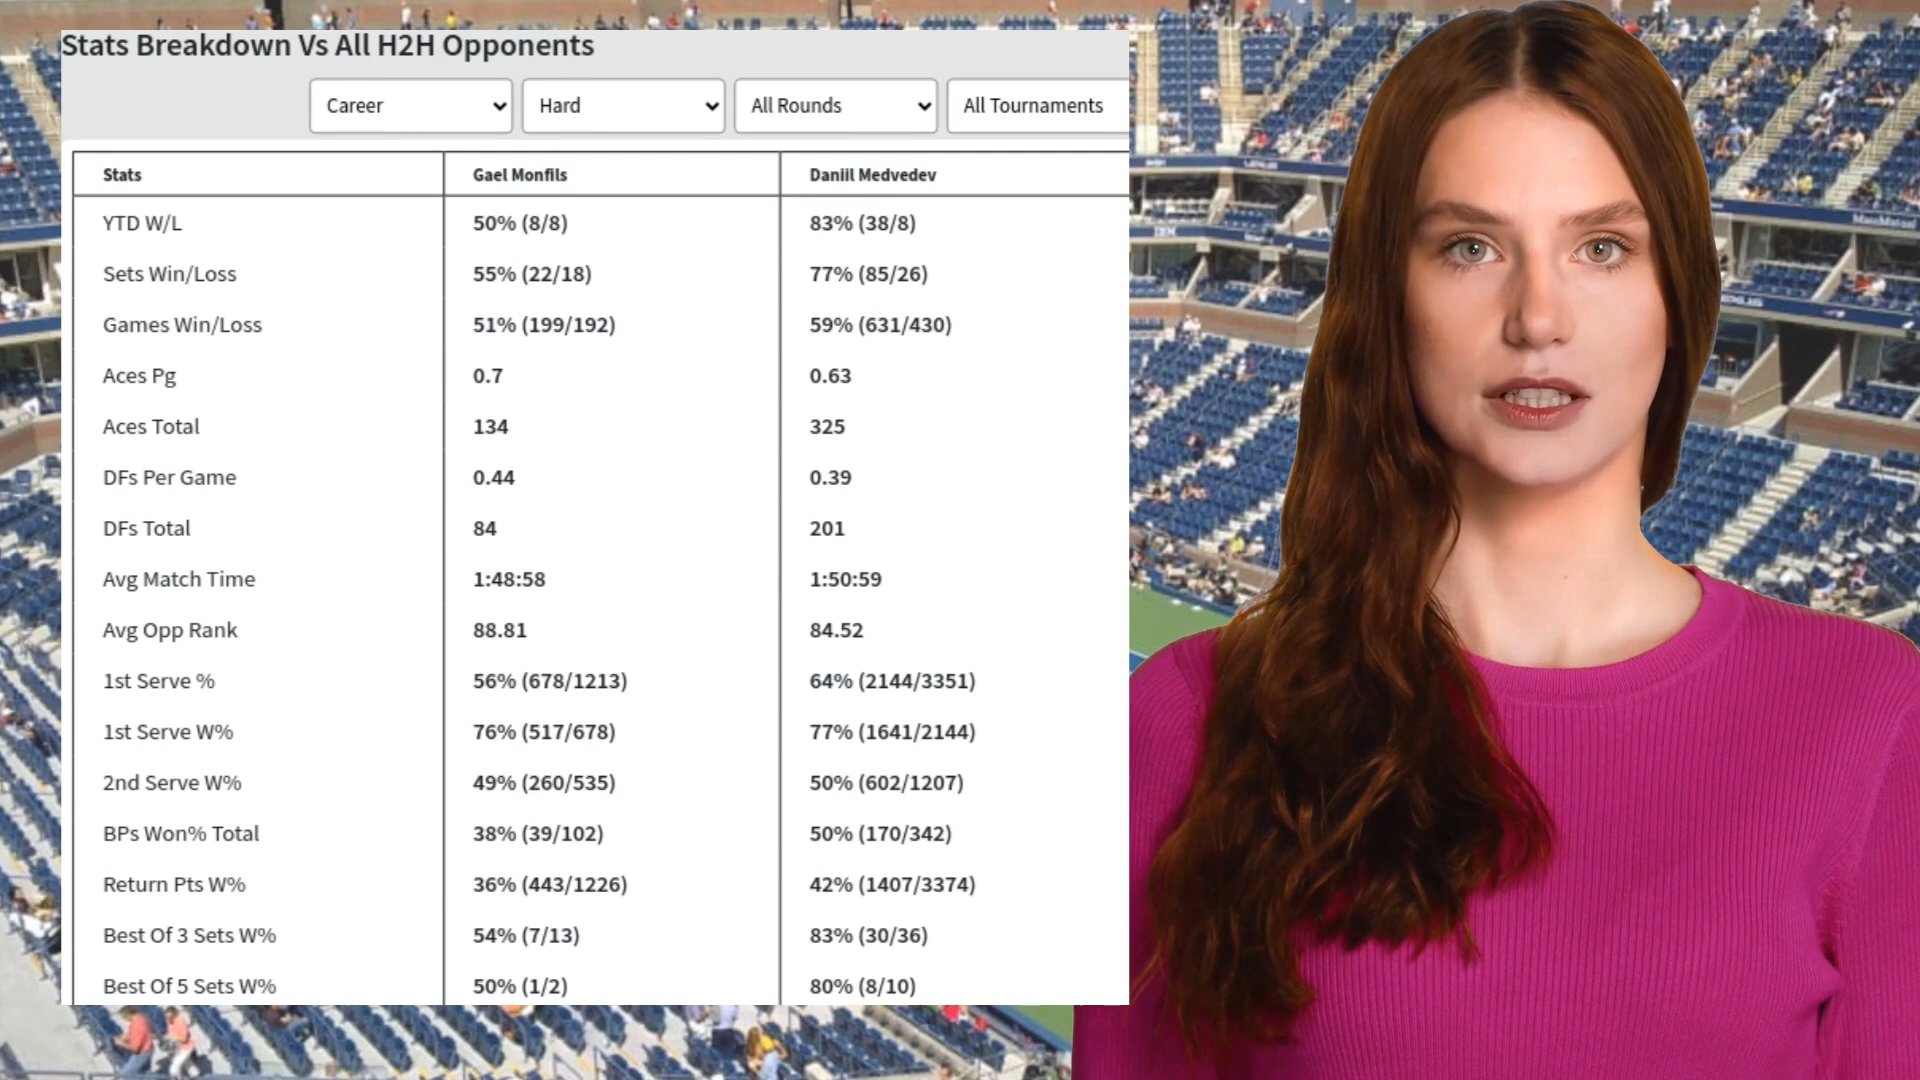 Stats Breakdown Vs All H2H Opponents
Career Hard All Rounds All Tournaments
Stats Gael Monfils Daniil Medvedev
YTD W/L 50% (8/8) 83% (38/8)
Sets Win/Loss 55% (22/18) 77% (85/26)
Games Win/Loss 51% (199/192) 59% (631/430)
Aces Pg 0.7 0.63
Aces Total 134 325
DFs Per Game 0.44 0.39
DFs Total 84 201
Avg Match Time 1:48:58 1:50:59
Avg Opp Rank 88.81 84.52
1st Serve % 56% (678/1213) 64% (2144/3351)
1st Serve W% 76% (517/678) 77% (1641/2144)
2nd Serve W% 49% (260/535) 50% (602/1207)
BPs Won% Total 38% (39/102) 50% (170/342)
Return Pts W% 36% (443/1226) 42% (1407/3374)
Best Of 3 Sets W% 54% (7/13) 83% (30/36)
Best Of 5 Sets W% 50% (1/2) 80% (8/10)
IBM